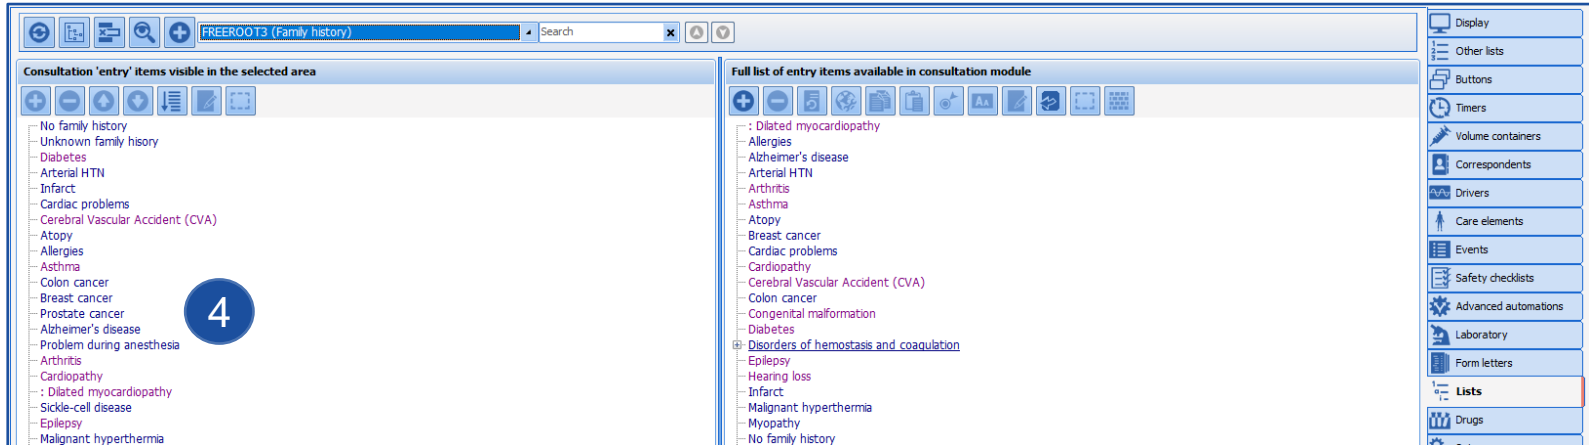 FREEROOT3 (Family history)
Search
Consultation 'entry' items visible in the selected area
No family history
Unknown family hisory
Diabetes
Arterial HTN
Infarct
Cardiac problems
Cerebral Vascular Accident (CVA)
Atopy
Allergies
Asthma
Colon cancer
Breast cancer
Prostate cancer
Alzheimer's disease
Problem during anesthesia
Arthritis
Cardiopathy
: Dilated myocardiopathy
Sickle-cell disease
Epilepsy
Malignant hyperthermia
4
Full list of entry items available in consultation module
: Dilated myocardiopathy
Allergies
Alzheimer's disease
Arterial HTN
Arthritis
Asthma
Atopy
Breast cancer
Cardiac problems
Cardiopathy
Cerebral Vascular Accident (CVA)
Colon cancer
Congenital malformation
Diabetes
Disorders of hemostasis and coagulation
Epilepsy
Hearing loss
Infarct
Malignant hyperthermia
Myopathy
No family history
Display
Other lists
Buttons
Timers
Volume containers
Correspondents
Drivers
Care elements
Events
Safety checklists
Advanced automations
Laboratory
Form letters
Lists
Drugs